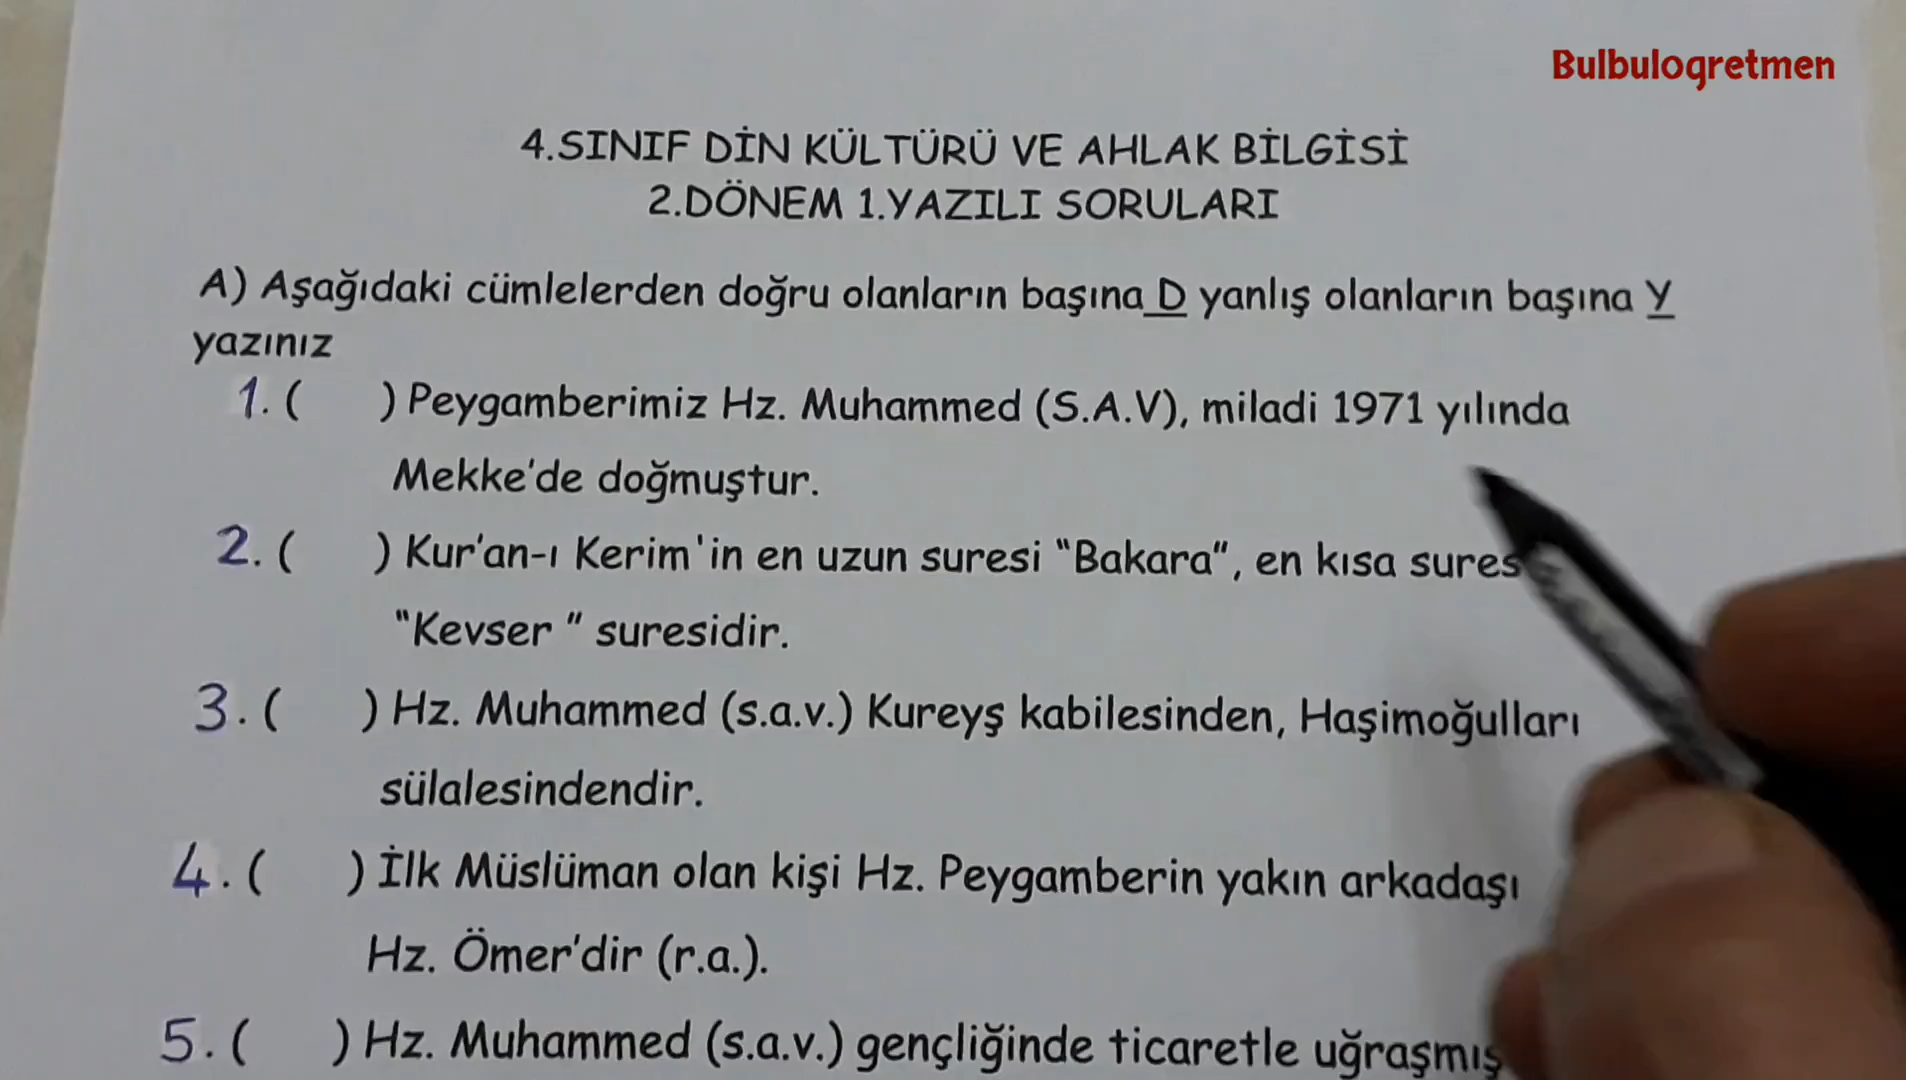 Bulbulogretmen
4.SINIF DİN KÜLTÜRÜ VE AHLAK BİLGİSİ
2.DÖNEM 1.YAZILI SORULARI
A) Aşağıdaki cümlelerden doğru olanların başına D yanlış olanların başına Y
yazınız
1. ( ) Peygamberimiz Hz. Muhammed (S.A.V), miladi 1971 yılında
Mekke'de doğmuştur.
2. ( ) Kur'an-ı Kerim'in en uzun suresi "Bakara", en kısa sures
"Kevser " suresidir.
3. ( ) Hz. Muhammed (s.a.v.) Kureyş kabilesinden, Haşimoğulları
sülalesindendir.
4. ( ) İlk Müslüman olan kişi Hz. Peygamberin yakın arkadaşı
Hz. Ömer'dir (r.a.).
5. ( ) Hz. Muhammed (s.a.v.) gençliğinde ticaretle uğraşmış